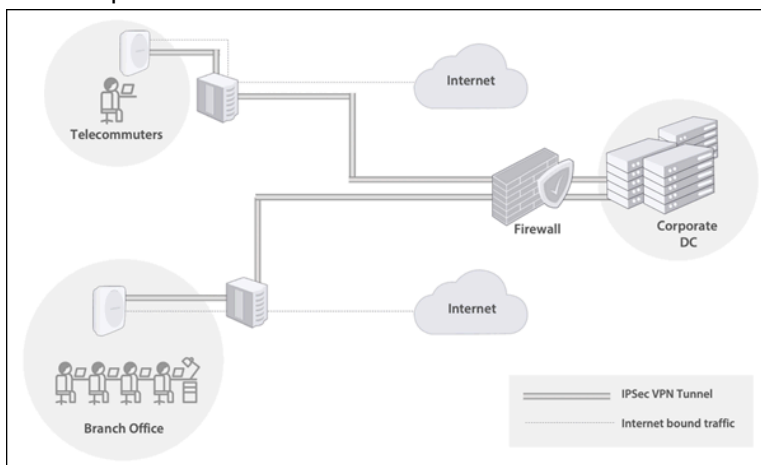 Internet
Telecommuters
Firewall
Corporate
DC
Internet
IPSec VPN Tunnel
Internet bound traffic
Branch Office